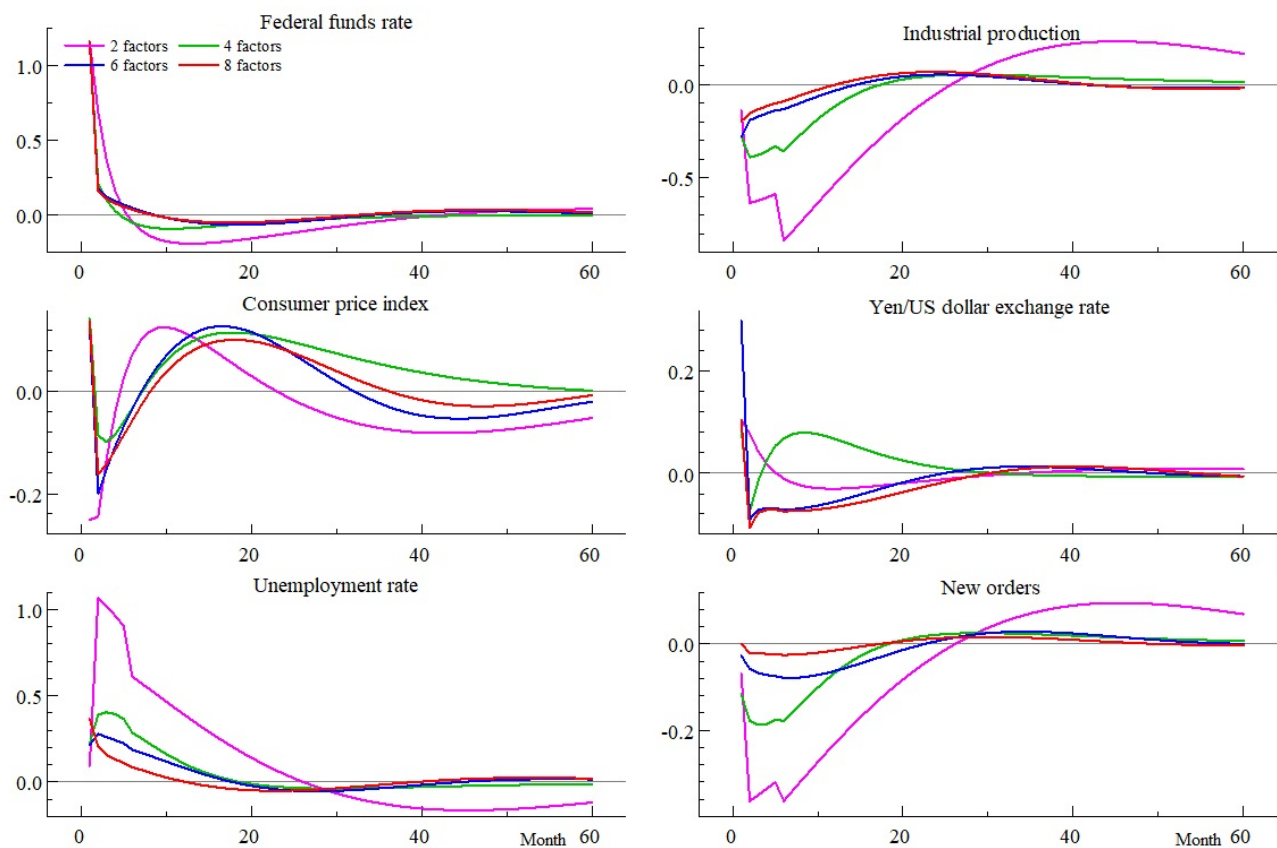 Federal funds rate
2 factors 4 factors
6 factors 8 factors
1.0
0.5
0.0
0 20 40 60
Industrial production
0.0
-0.5
0 20 40 60
Consumer price index
0.0
-0.2
0 20 40 60
Yen/US dollar exchange rate
0.2
0.0
0 20 40 60
Unemployment rate
1.0
0.5
0.0
0 20 40 Month 60
New orders
0.0
-0.2
0 20 40 Month 60